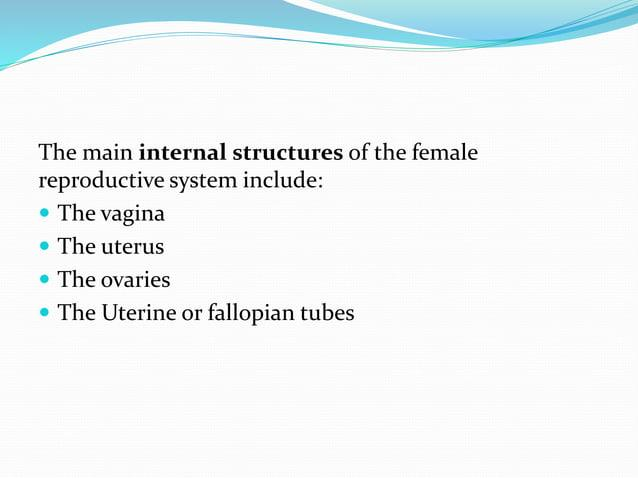 The main internal structures of the female
reproductive system include:
The vagina
The uterus
The ovaries
The Uterine or fallopian tubes